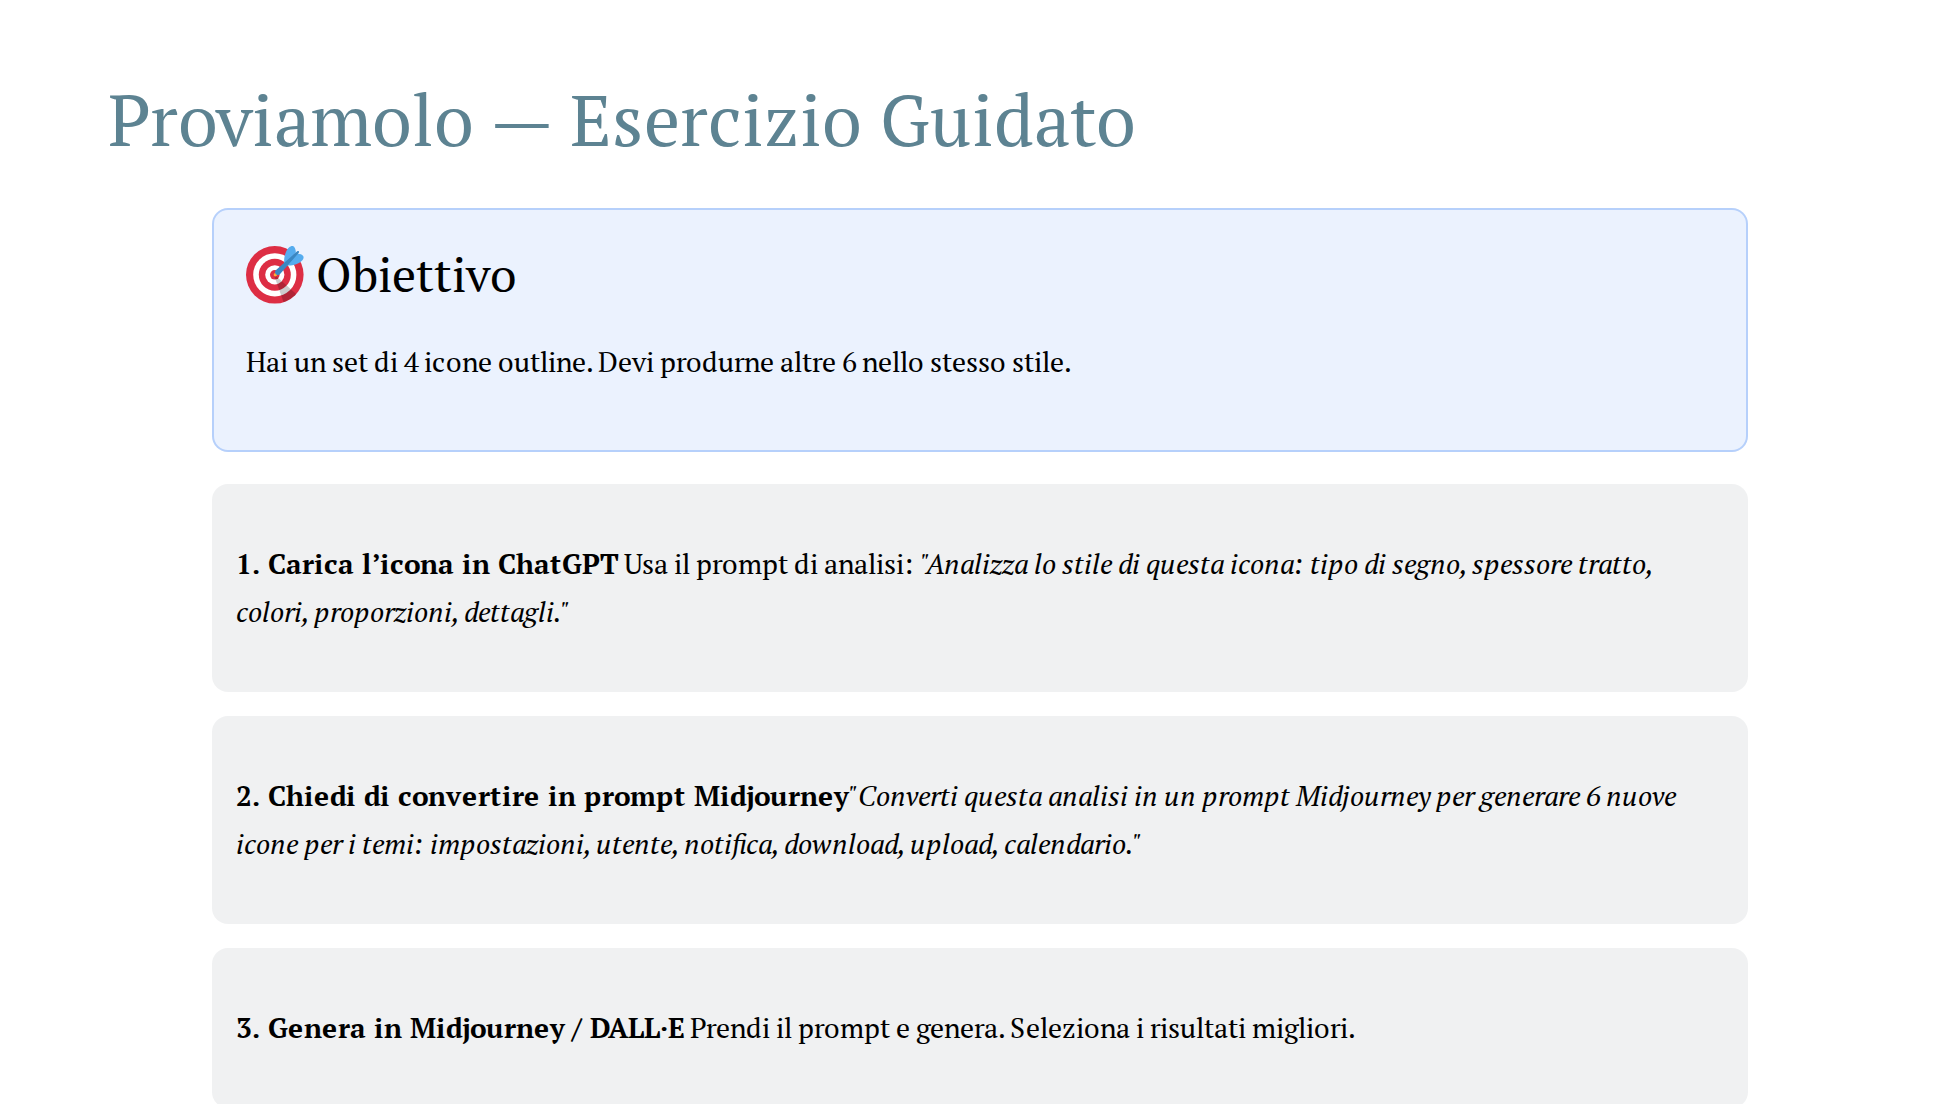 Proviamolo — Esercizio Guidato
🎯 Obiettivo
Hai un set di 4 icone outline. Devi produrne altre 6 nello stesso stile.
1. Carica l’icona in ChatGPT Usa il prompt di analisi: "Analizza lo stile di questa icona: tipo di segno, spessore tratto,
colori, proporzioni, dettagli."
2. Chiedi di convertire in prompt Midjourney"Converti questa analisi in un prompt Midjourney per generare 6 nuove
icone per i temi: impostazioni, utente, notifica, download, upload, calendario."
3. Genera in Midjourney / DALL·E Prendi il prompt e genera. Seleziona i risultati migliori.